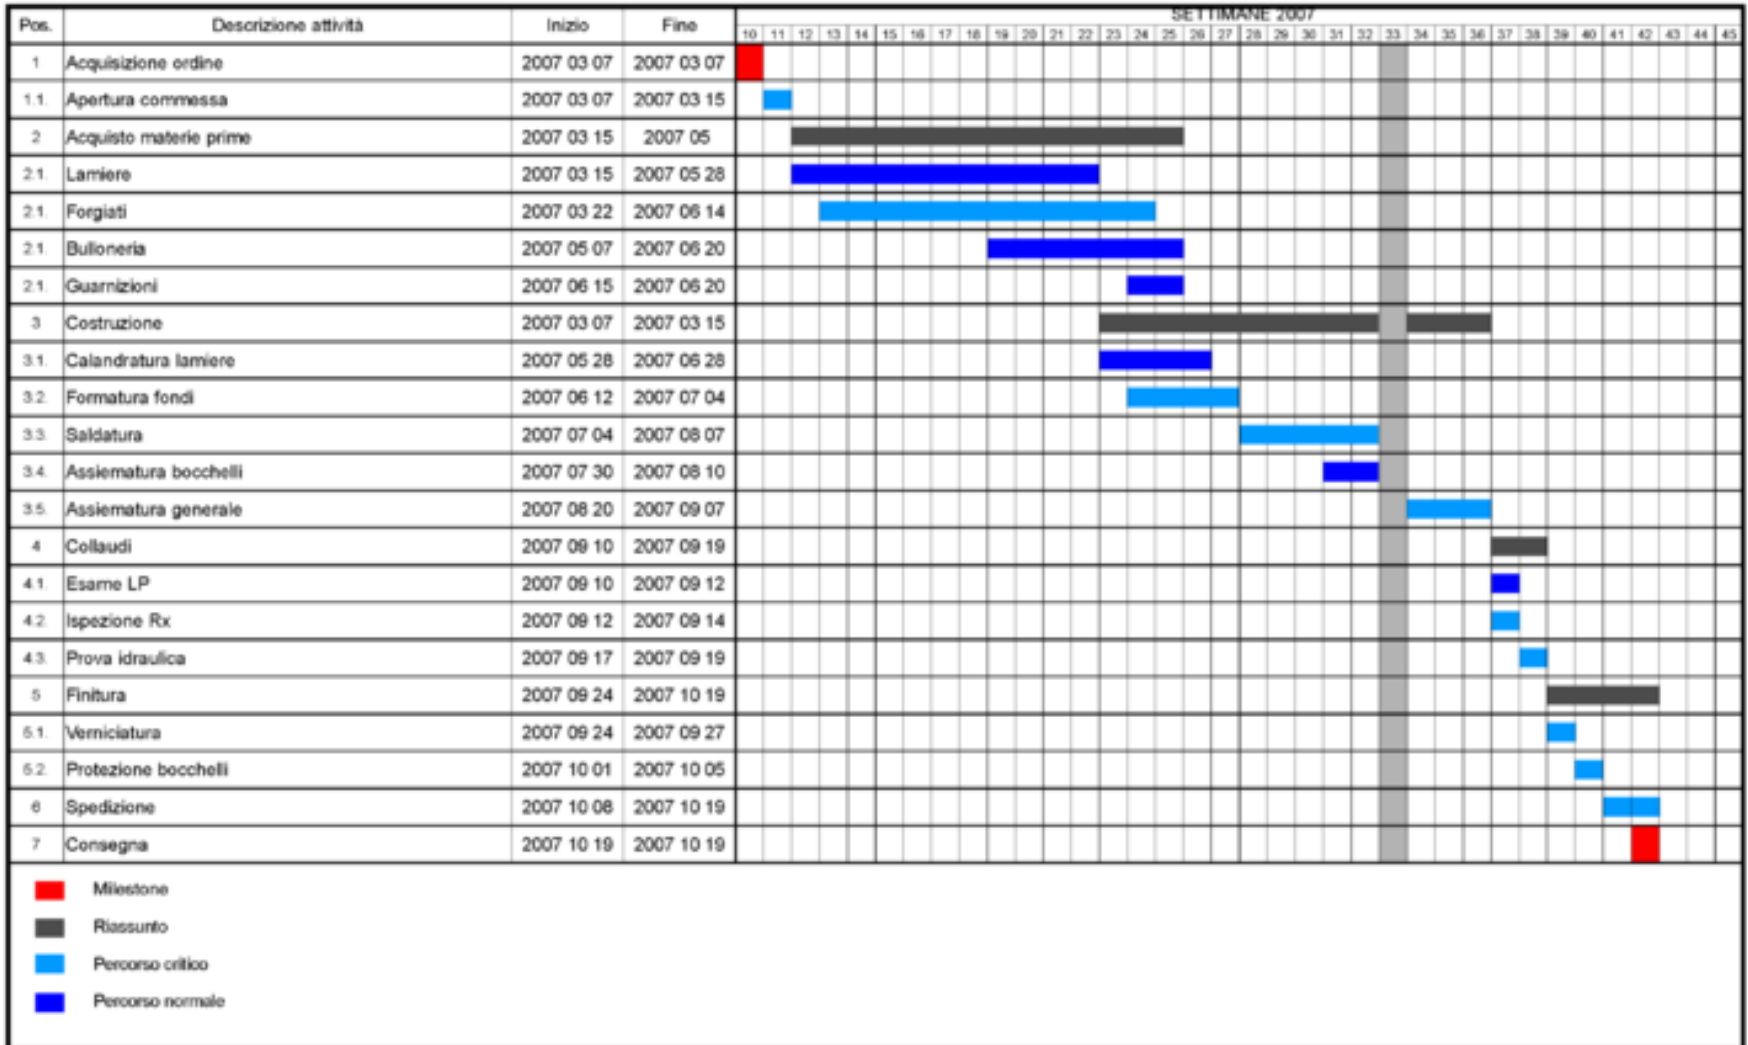 Pos. Descrizione attività Inizio Fine SETTIMANE 2007
10 11 12 13 14 15 16 17 18 19 20 21 22 23 24 25 26 27 28 29 30 31 32 33 34 35 36 37 38 39 40 41 42 43 44 45
1 Acquisizione ordine 2007 03 07 2007 03 07
1.1. Apertura commessa 2007 03 07 2007 03 15
2 Acquisto materie prime 2007 03 15 2007 05
2.1. Lamiere 2007 03 15 2007 05 28
2.1. Forgiati 2007 03 22 2007 06 14
2.1. Bulloneria 2007 05 07 2007 06 20
2.1. Guarnizioni 2007 06 15 2007 06 20
3 Costruzione 2007 03 07 2007 03 15
3.1. Calandratura lamiere 2007 05 28 2007 06 28
3.2. Formatura fondi 2007 06 12 2007 07 04
3.3. Saldatura 2007 07 04 2007 08 07
3.4. Assiematura bocchelli 2007 07 30 2007 08 10
3.5. Assiematura generale 2007 08 20 2007 09 07
4 Collaudi 2007 09 10 2007 09 19
4.1. Esame LP 2007 09 10 2007 09 12
4.2. Ispezione Rx 2007 09 12 2007 09 14
4.3. Prova idraulica 2007 09 17 2007 09 19
5 Finitura 2007 09 24 2007 10 19
5.1. Verniciatura 2007 09 24 2007 09 27
5.2. Protezione bocchelli 2007 10 01 2007 10 05
6 Spedizione 2007 10 08 2007 10 19
7 Consegna 2007 10 19 2007 10 19
Milestone
Riassunto
Percorso critico
Percorso normale